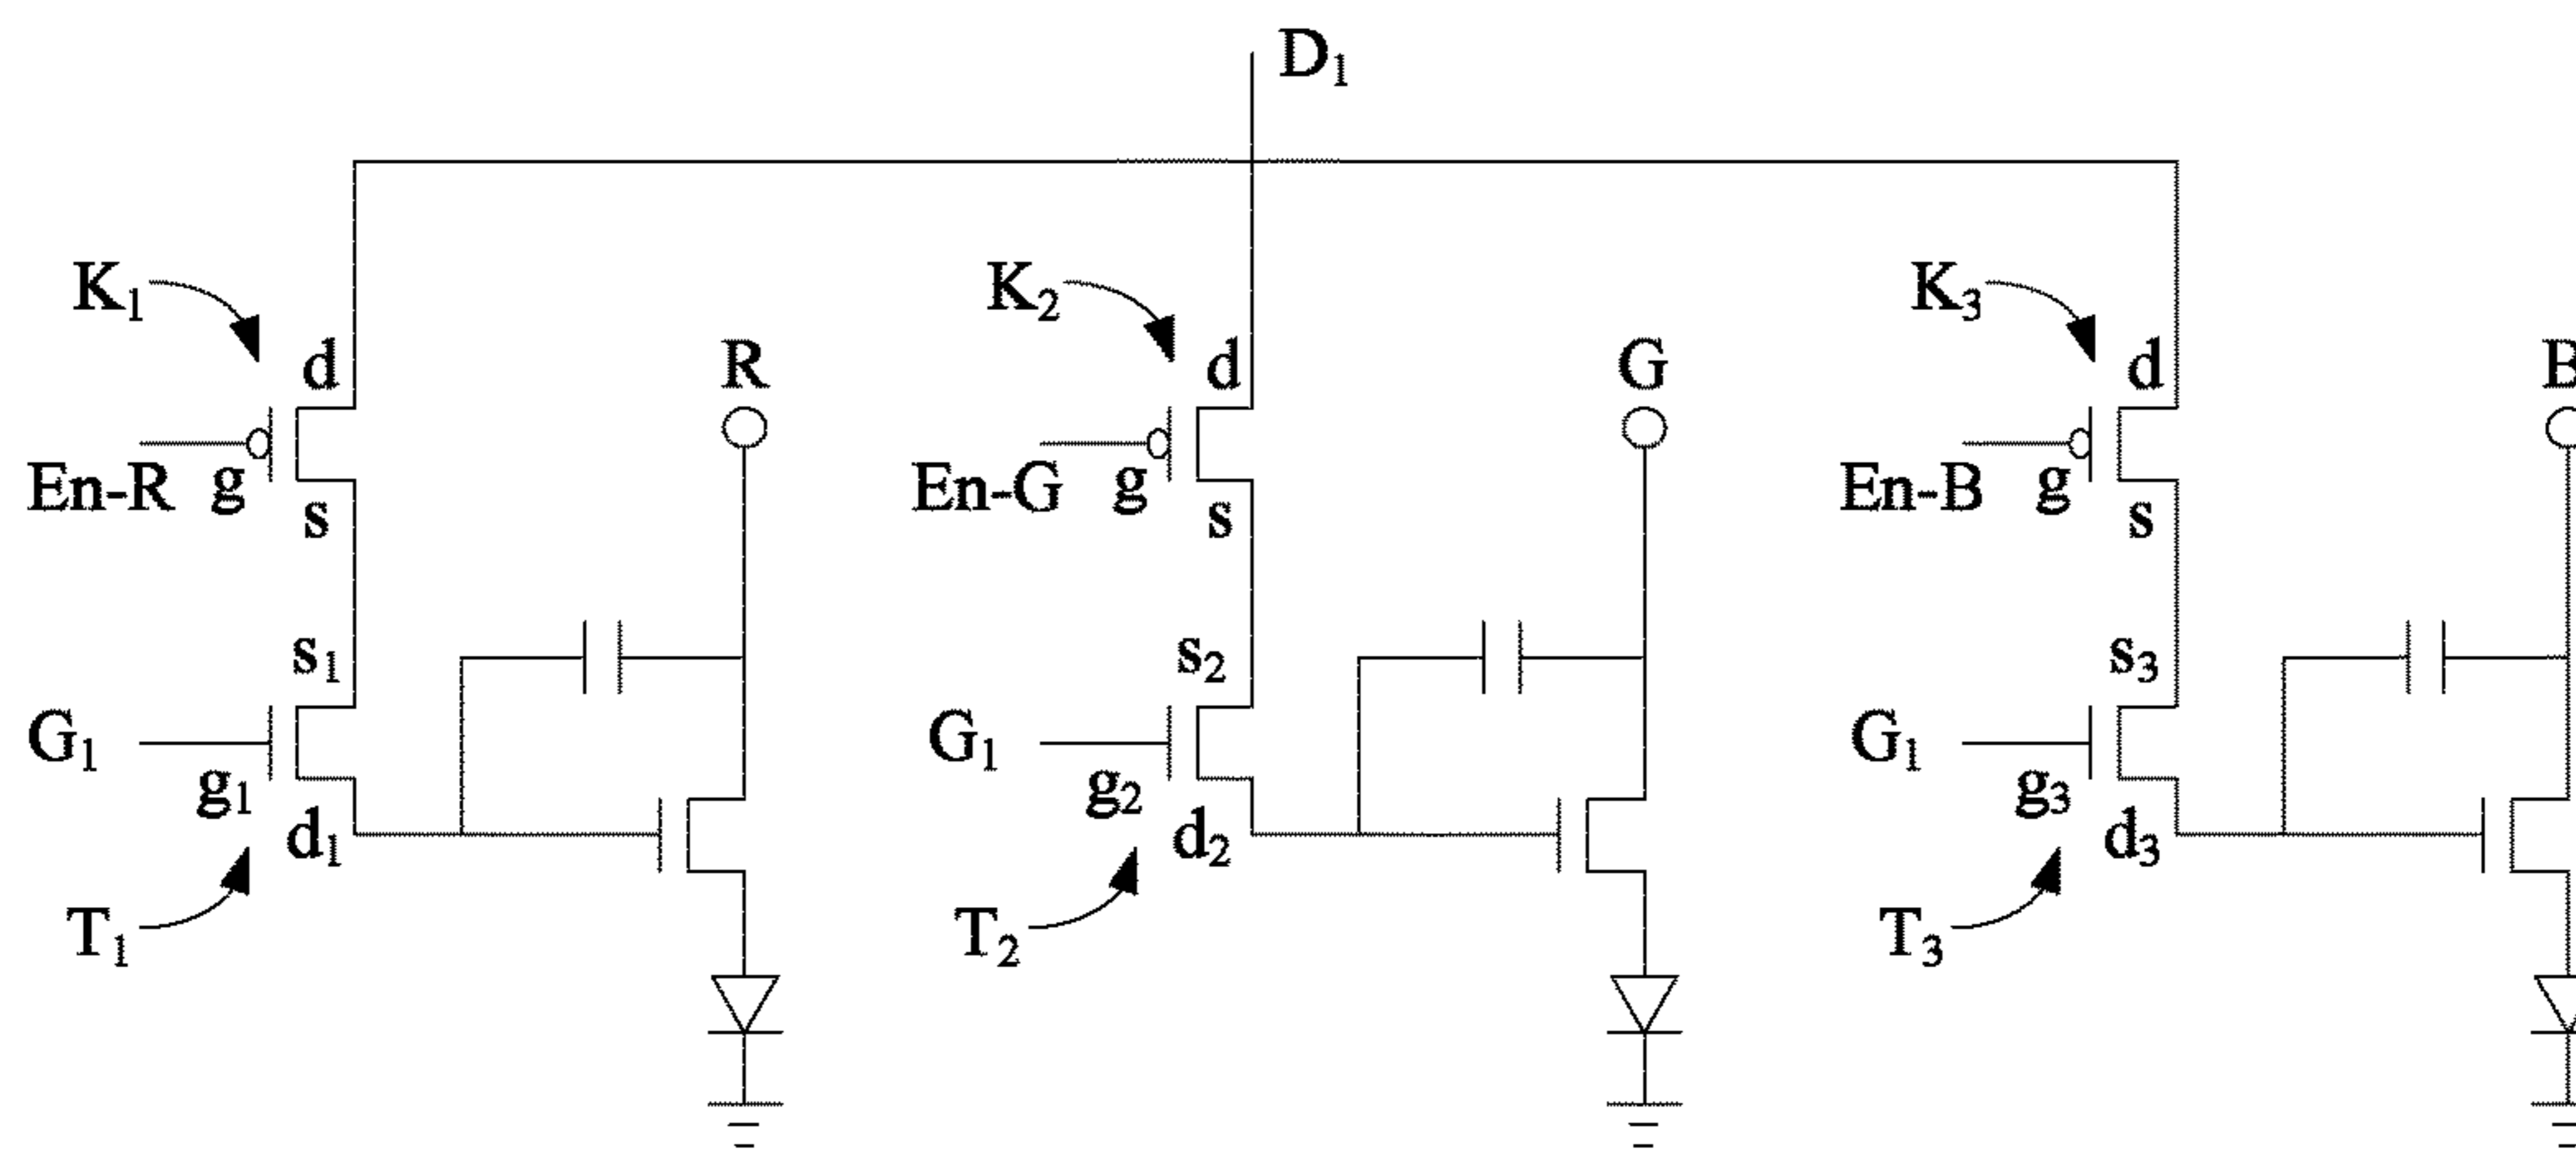 D₁
K₁
K₂
K₃
d
R
d
G
d
B
En-R
g
s
En-G
g
s
En-B
g
s
s₁
s₂
s₃
G₁
g₁
d₁
G₁
g₂
d₂
G₁
g₃
d₃
T₁
T₂
T₃